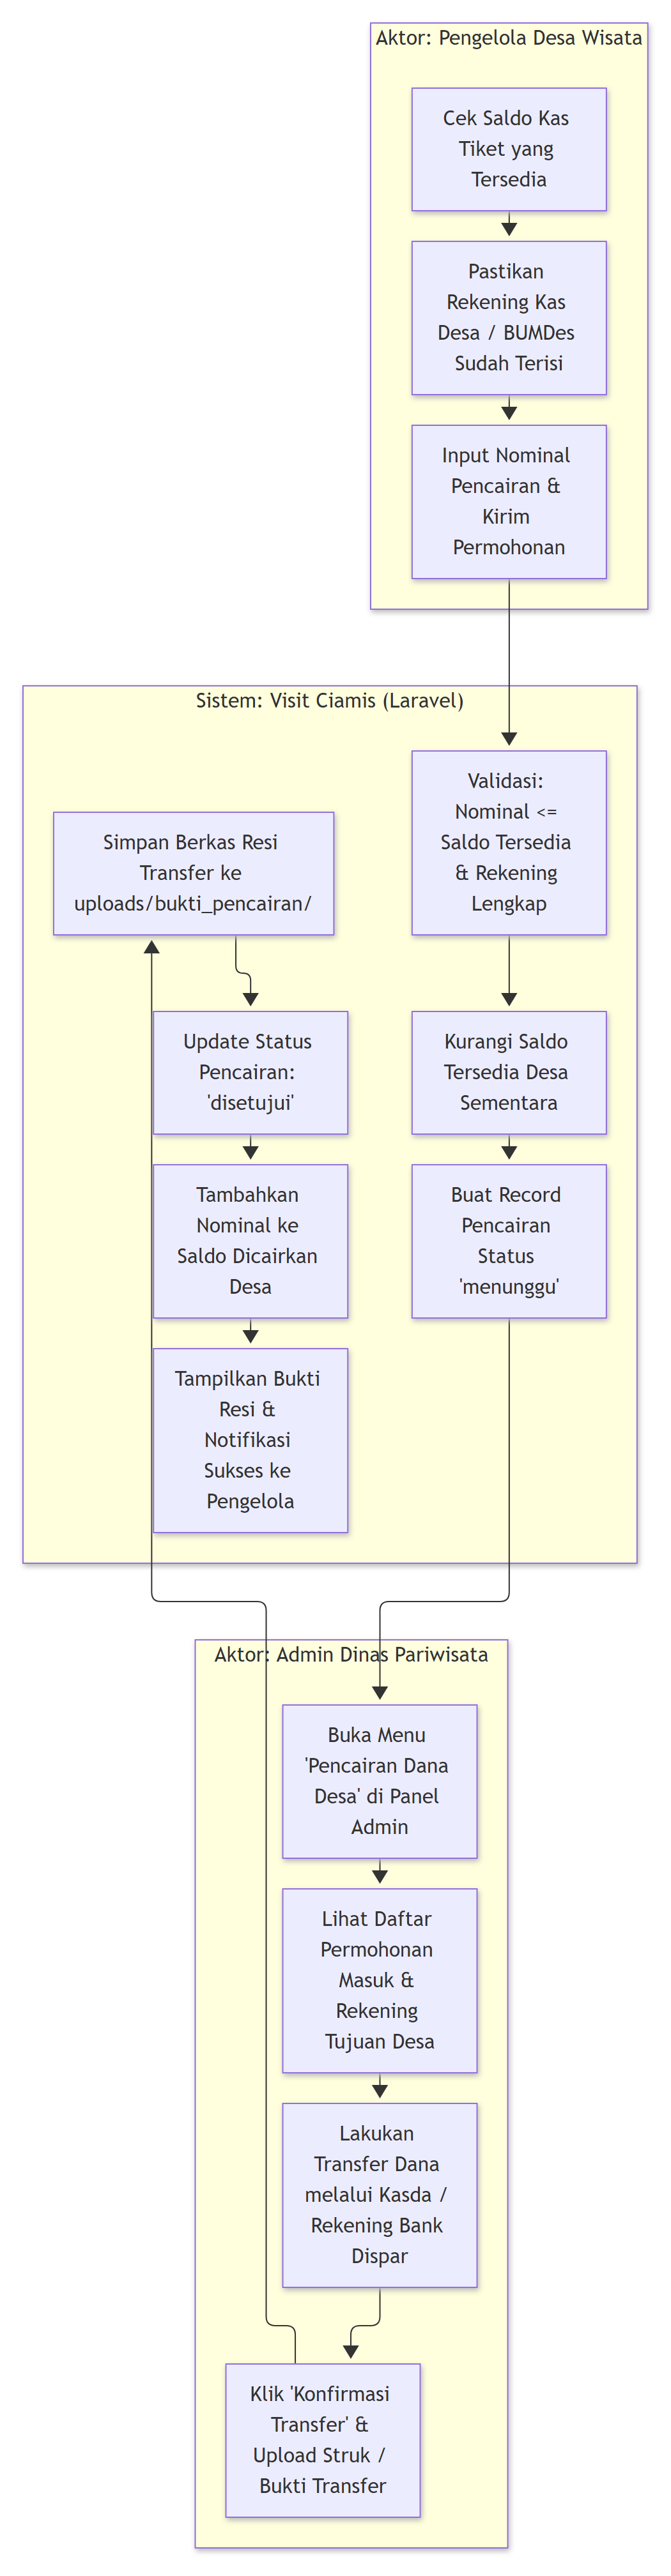 Aktor: Pengelola Desa Wisata
Cek Saldo Kas
Tiket yang
Tersedia
Pastikan
Rekening Kas
Desa / BUMDes
Sudah Terisi
Input Nominal
Pencairan &
Kirim
Permohonan
Sistem: Visit Ciamis (Laravel)
Validasi:
Nominal <=
Saldo Tersedia
& Rekening
Lengkap
Kurangi Saldo
Tersedia Desa
Sementara
Buat Record
Pencairan
Status
'menunggu'
Simpan Berkas Resi
Transfer ke
uploads/bukti_pencairan/
Update Status
Pencairan:
'disetujui'
Tambahkan
Nominal ke
Saldo Dicairkan
Desa
Tampilkan Bukti
Resi &
Notifikasi
Sukses ke
Pengelola
Aktor: Admin Dinas Pariwisata
Buka Menu
'Pencairan Dana
Desa' di Panel
Admin
Lihat Daftar
Permohonan
Masuk &
Rekening
Tujuan Desa
Lakukan
Transfer Dana
melalui Kasda /
Rekening Bank
Dispar
Klik 'Konfirmasi
Transfer' &
Upload Struk /
Bukti Transfer